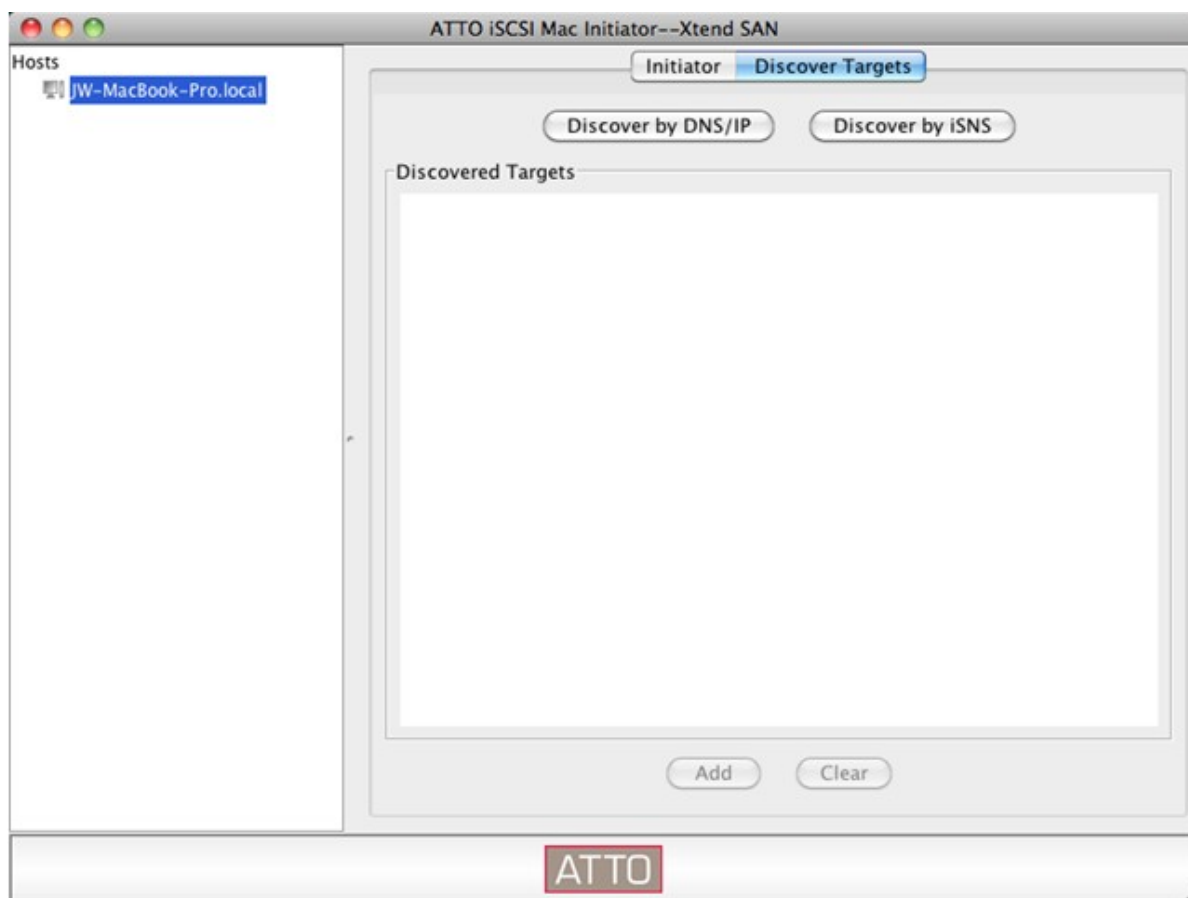 ATTO iSCSI Mac Initiator--Xtend SAN
Hosts
JW-MacBook-Pro.local
Initiator
Discover Targets
Discover by DNS/IP
Discover by iSNS
Discovered Targets
Add
Clear
ATTO